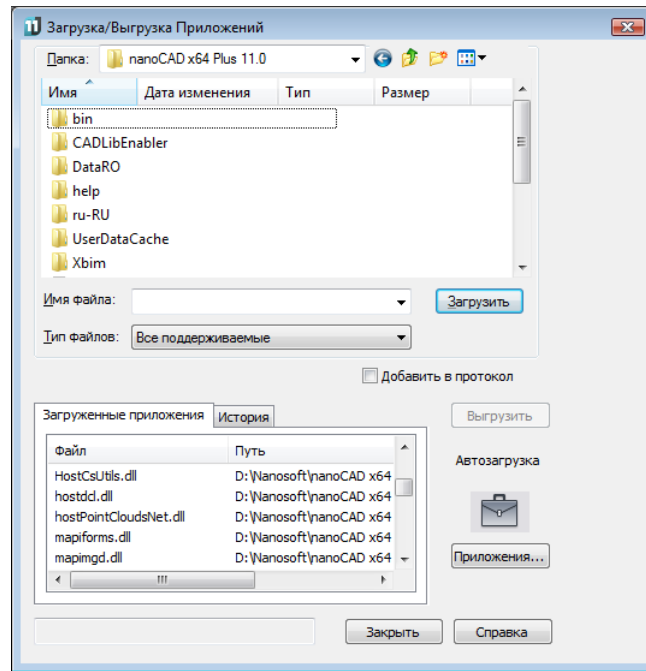 Загрузка/Выгрузка Приложений
Папка: nanoCAD x64 Plus 11.0
Имя Дата изменения Тип Размер
bin
CADLibEnabler
DataRO
help
ru-RU
UserDataCache
Xbim
Имя файла: Загрузить
Тип файлов: Все поддерживаемые
Добавить в протокол
Загруженные приложения История Выгрузить
Файл Путь
Автозагрузка
HostCsUtils.dll D:\Nanosoft\nanoCAD x64
hostdcl.dll D:\Nanosoft\nanoCAD x64
hostPointCloudsNet.dll D:\Nanosoft\nanoCAD x64
mapiforms.dll D:\Nanosoft\nanoCAD x64
mapimgd.dll D:\Nanosoft\nanoCAD x64
Приложения...
Закрыть Справка